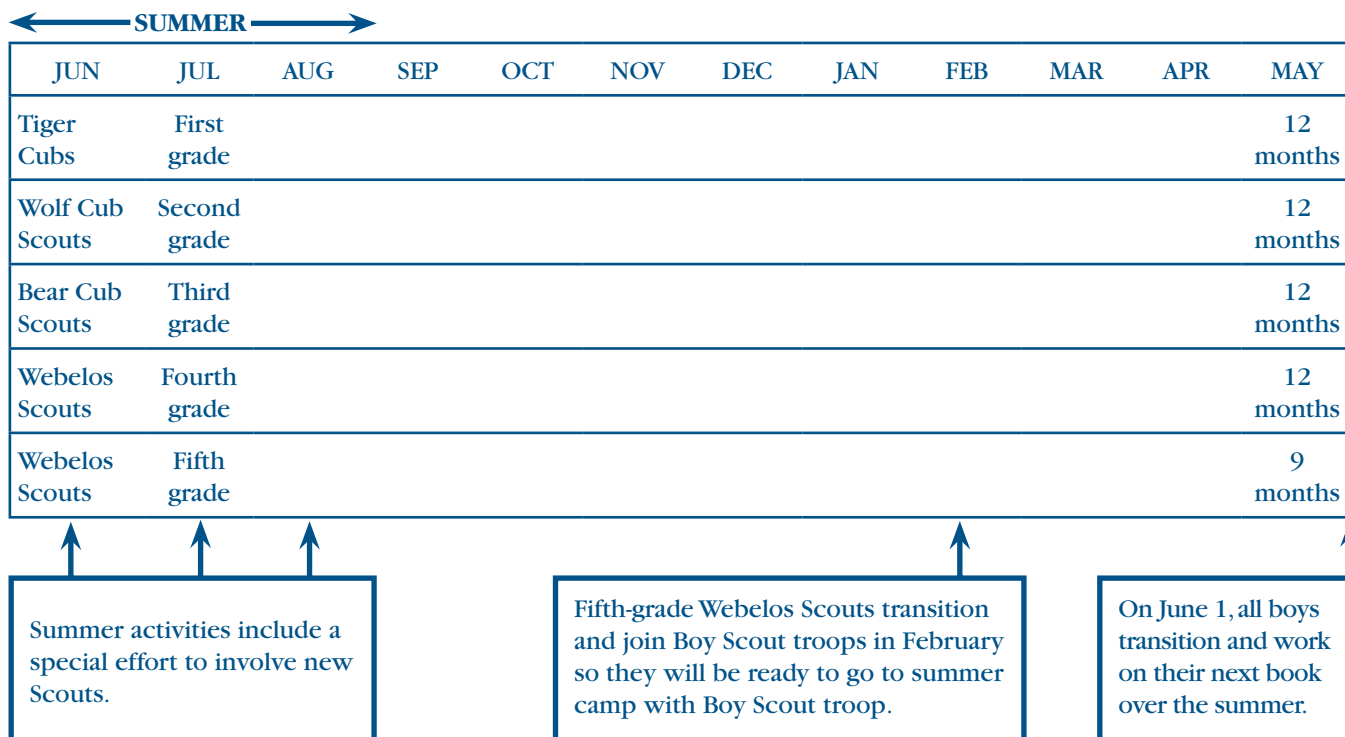 SUMMER
JUN JUL AUG SEP OCT NOV DEC JAN FEB MAR APR MAY
Tiger First 12
Cubs grade months
Wolf Cub Second 12
Scouts grade months
Bear Cub Third 12
Scouts grade months
Webelos Fourth 12
Scouts grade months
Webelos Fifth 9
Scouts grade months
Summer activities include a
special effort to involve new
Scouts.
Fifth-grade Webelos Scouts transition
and join Boy Scout troops in February
so they will be ready to go to summer
camp with Boy Scout troop.
On June 1, all boys
transition and work
on their next book
over the summer.